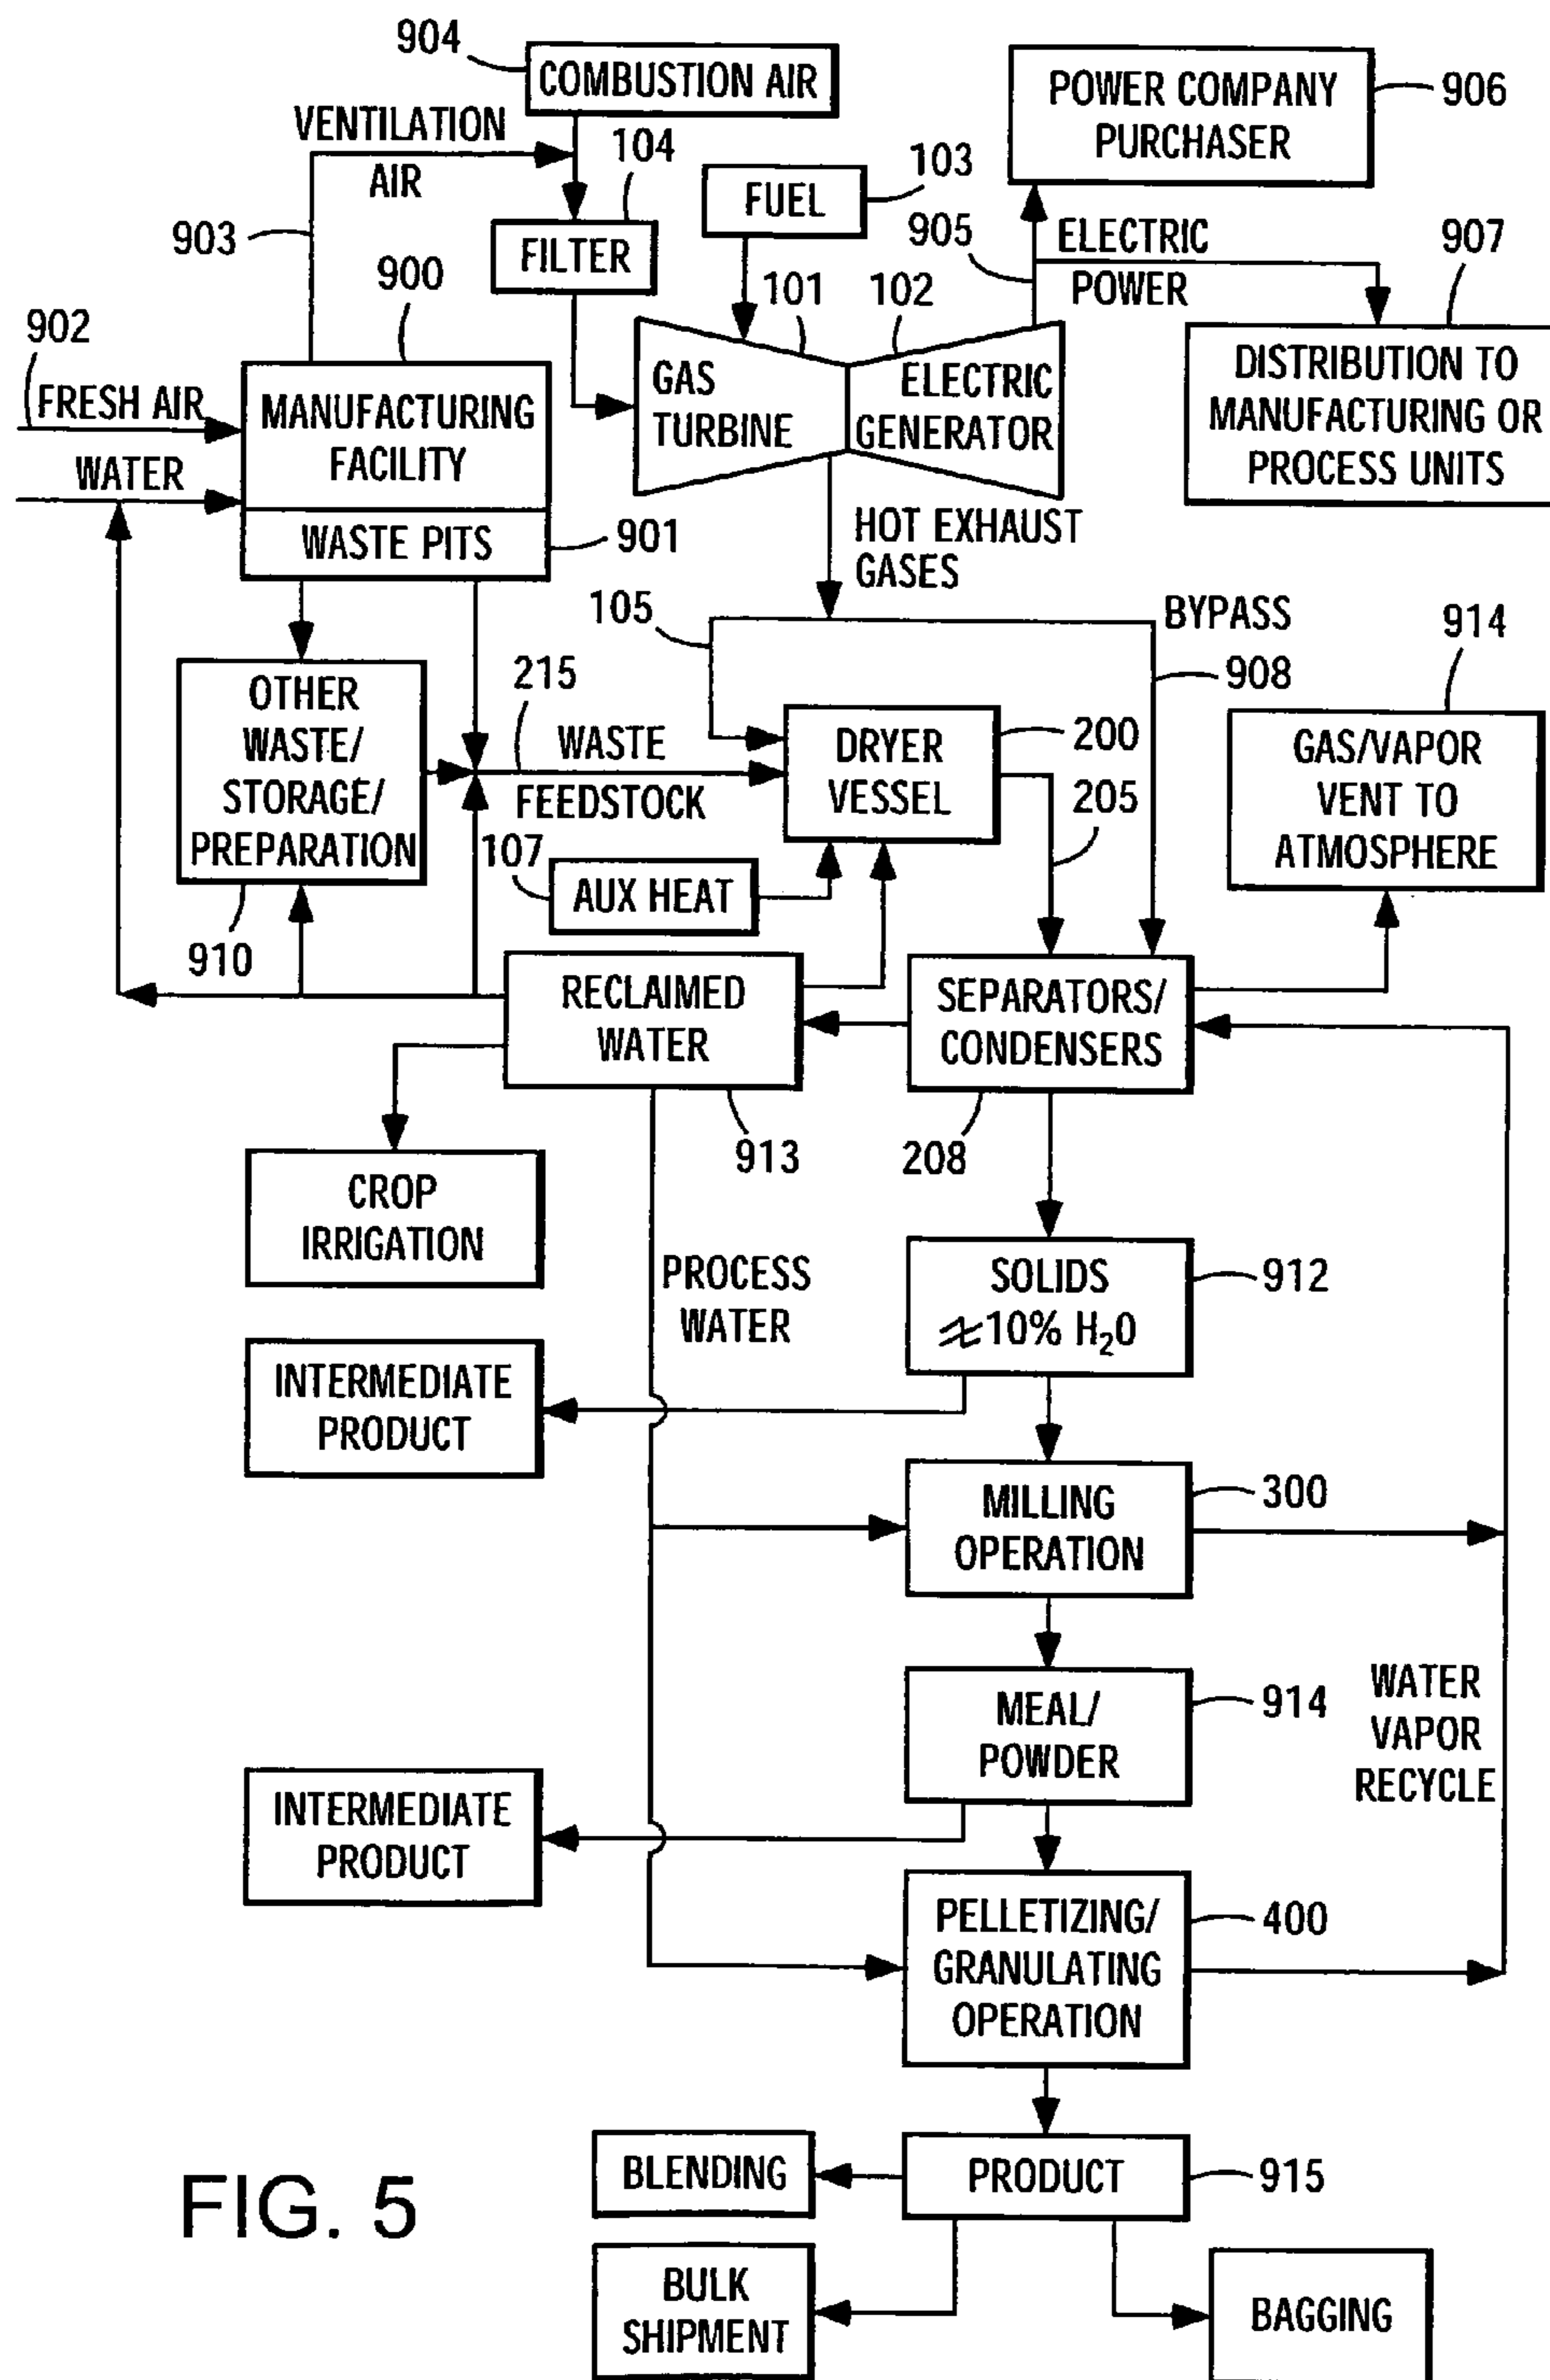 904
COMBUSTION AIR
POWER COMPANY
PURCHASER
906
VENTILATION
AIR
104
FUEL
103
903
FILTER
905
ELECTRIC
POWER
907
900
101
102
902
FRESH AIR
WATER
MANUFACTURING
FACILITY
WASTE PITS
901
GAS
TURBINE
ELECTRIC
GENERATOR
DISTRIBUTION TO
MANUFACTURING OR
PROCESS UNITS
HOT EXHAUST
GASES
105
BYPASS
908
914
OTHER
WASTE/
STORAGE/
PREPARATION
910
215
WASTE
FEEDSTOCK
DRYER
VESSEL
200
205
GAS/VAPOR
VENT TO
ATMOSPHERE
107
AUX HEAT
RECLAIMED
WATER
913
SEPARATORS/
CONDENSERS
208
CROP
IRRIGATION
PROCESS
WATER
SOLIDS
≉10% H₂O
912
INTERMEDIATE
PRODUCT
MILLING
OPERATION
300
MEAL/
POWDER
914
WATER
VAPOR
RECYCLE
INTERMEDIATE
PRODUCT
PELLETIZING/
GRANULATING
OPERATION
400
BLENDING
PRODUCT
915
FIG. 5
BULK
SHIPMENT
BAGGING